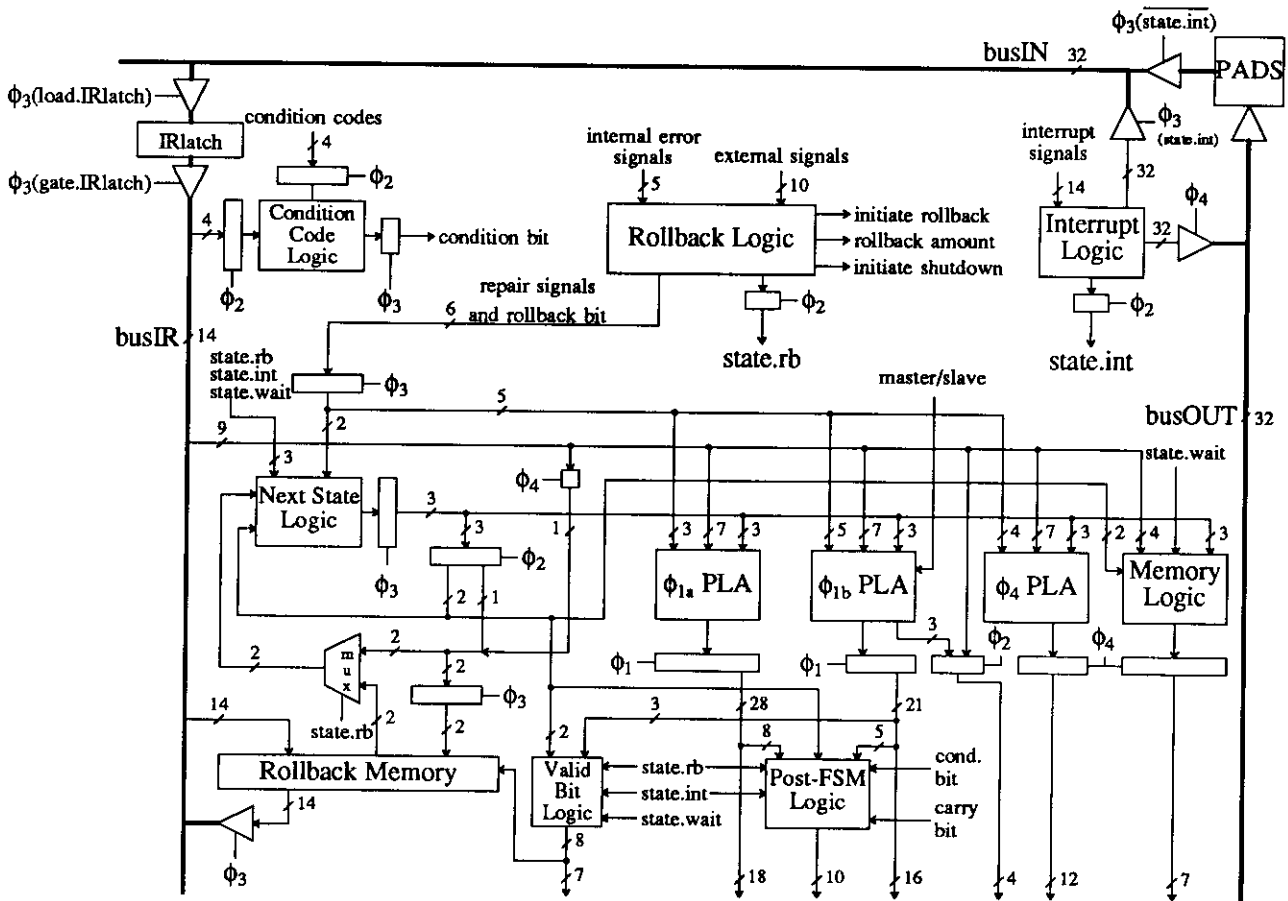 ϕ3(state.int)
busIN
32
PADS
ϕ3(load.IRlatch)
condition codes
ϕ3
(state.int)
IRlatch
4
internal error
signals
external signals
interrupt
signals
ϕ3(gate.IRlatch)
ϕ2
5
10
14
32
ϕ4
4
Condition
Code
Logic
condition bit
Rollback Logic
initiate rollback
rollback amount
initiate shutdown
Interrupt
Logic
32
ϕ2
ϕ3
repair signals
and rollback bit
6
ϕ2
ϕ2
busIR
14
state.rb
state.int
state.wait
state.rb
state.int
ϕ3
master/slave
5
busOUT
32
9
2
3
state.wait
ϕ4
Next State
Logic
3
3
1
3
7
3
5
7
3
4
7
3
2
4
3
ϕ2
ϕ3
ϕ1a PLA
ϕ1b PLA
ϕ4 PLA
Memory
Logic
2
1
3
2
2
mux
2
ϕ1
ϕ1
ϕ2
ϕ4
ϕ3
28
21
14
state.rb
2
2
2
3
8
5
Rollback Memory
Valid
Bit
Logic
state.rb
state.int
state.wait
Post-FSM
Logic
cond.
bit
carry
bit
14
8
ϕ3
7
18
10
16
4
12
7